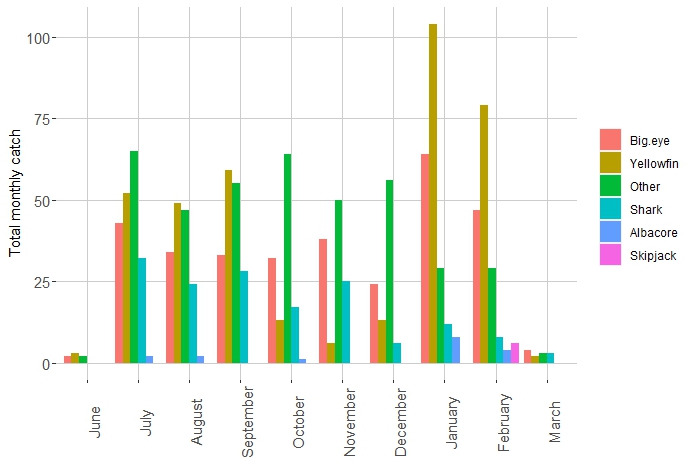 Total monthly catch
100
75
50
25
0
June
July
August
September
October
November
December
January
February
March
Big.eye
Yellowfin
Other
Shark
Albacore
Skipjack